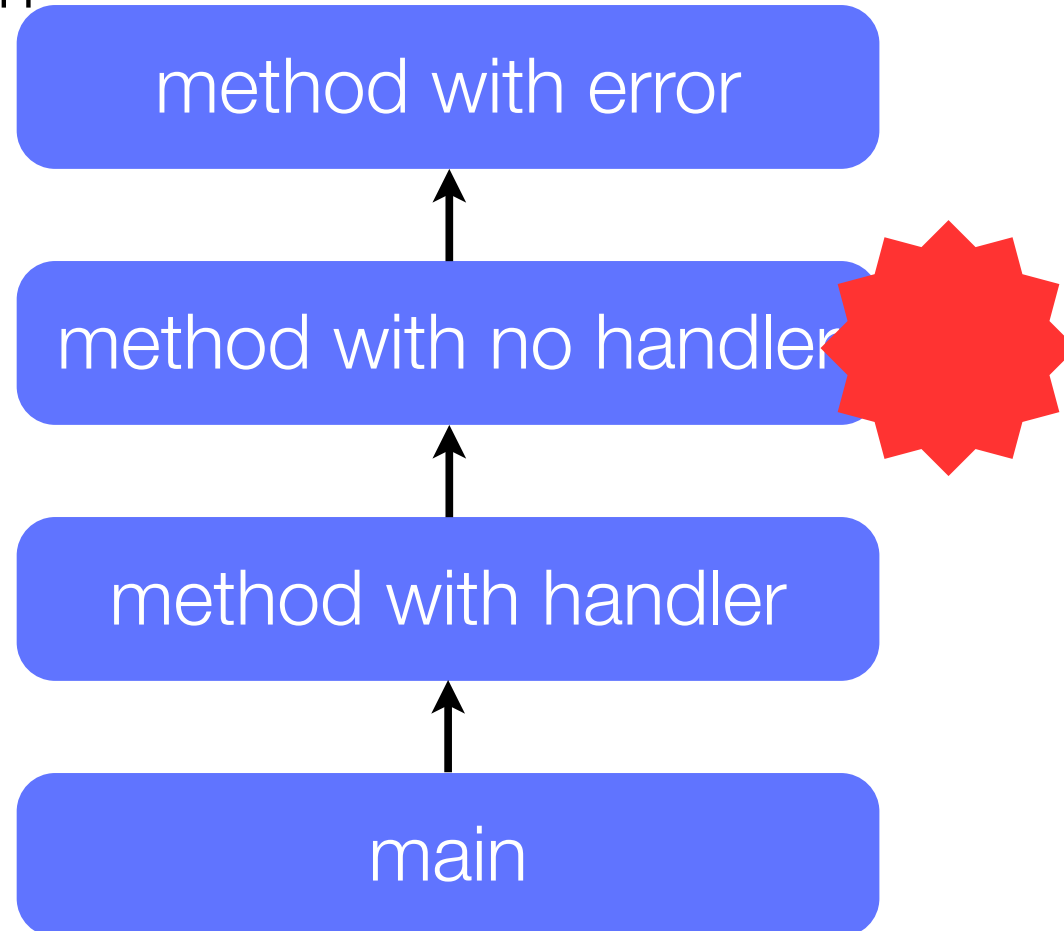 method with error
method with no handler
method with handler
main